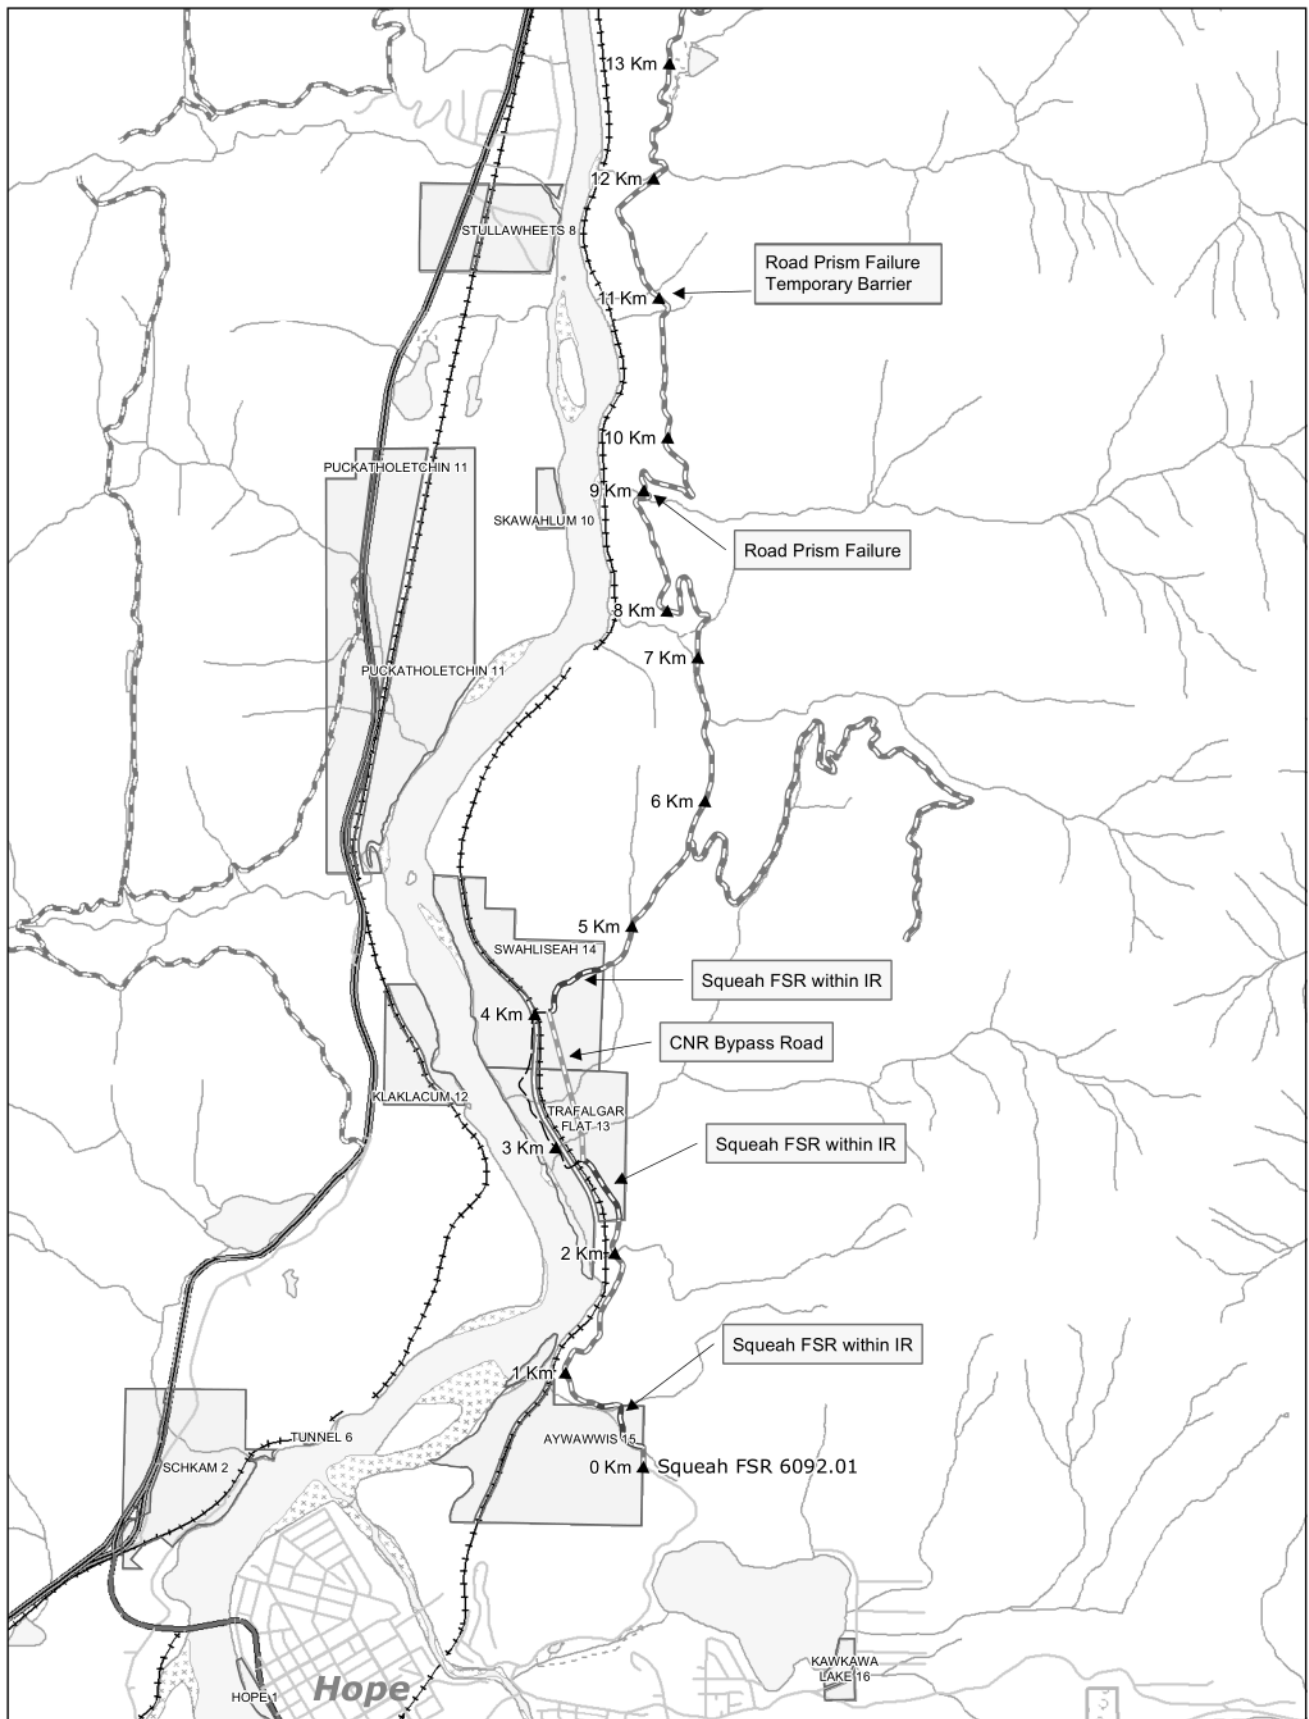 13 Km
12 Km
STULLAWHEETS 8
Road Prism Failure
Temporary Barrier
11 Km
10 Km
PUCKATHOLETCHIN 11
9 Km
SKAWAHLUM 10
Road Prism Failure
8 Km
7 Km
PUCKATHOLETCHIN 11
6 Km
5 Km
SWAHLISEAH 14
Squeah FSR within IR
4 Km
CNR Bypass Road
KLAKLACUM 12
TRAFALGAR
FLAT 13
3 Km
Squeah FSR within IR
2 Km
Squeah FSR within IR
1 Km
TUNNEL 6
AYWAWWIS 15
SCHKAM 2
0 Km
Squeah FSR 6092.01
KAWKAWA
LAKE 16
Hope
HOPE 1